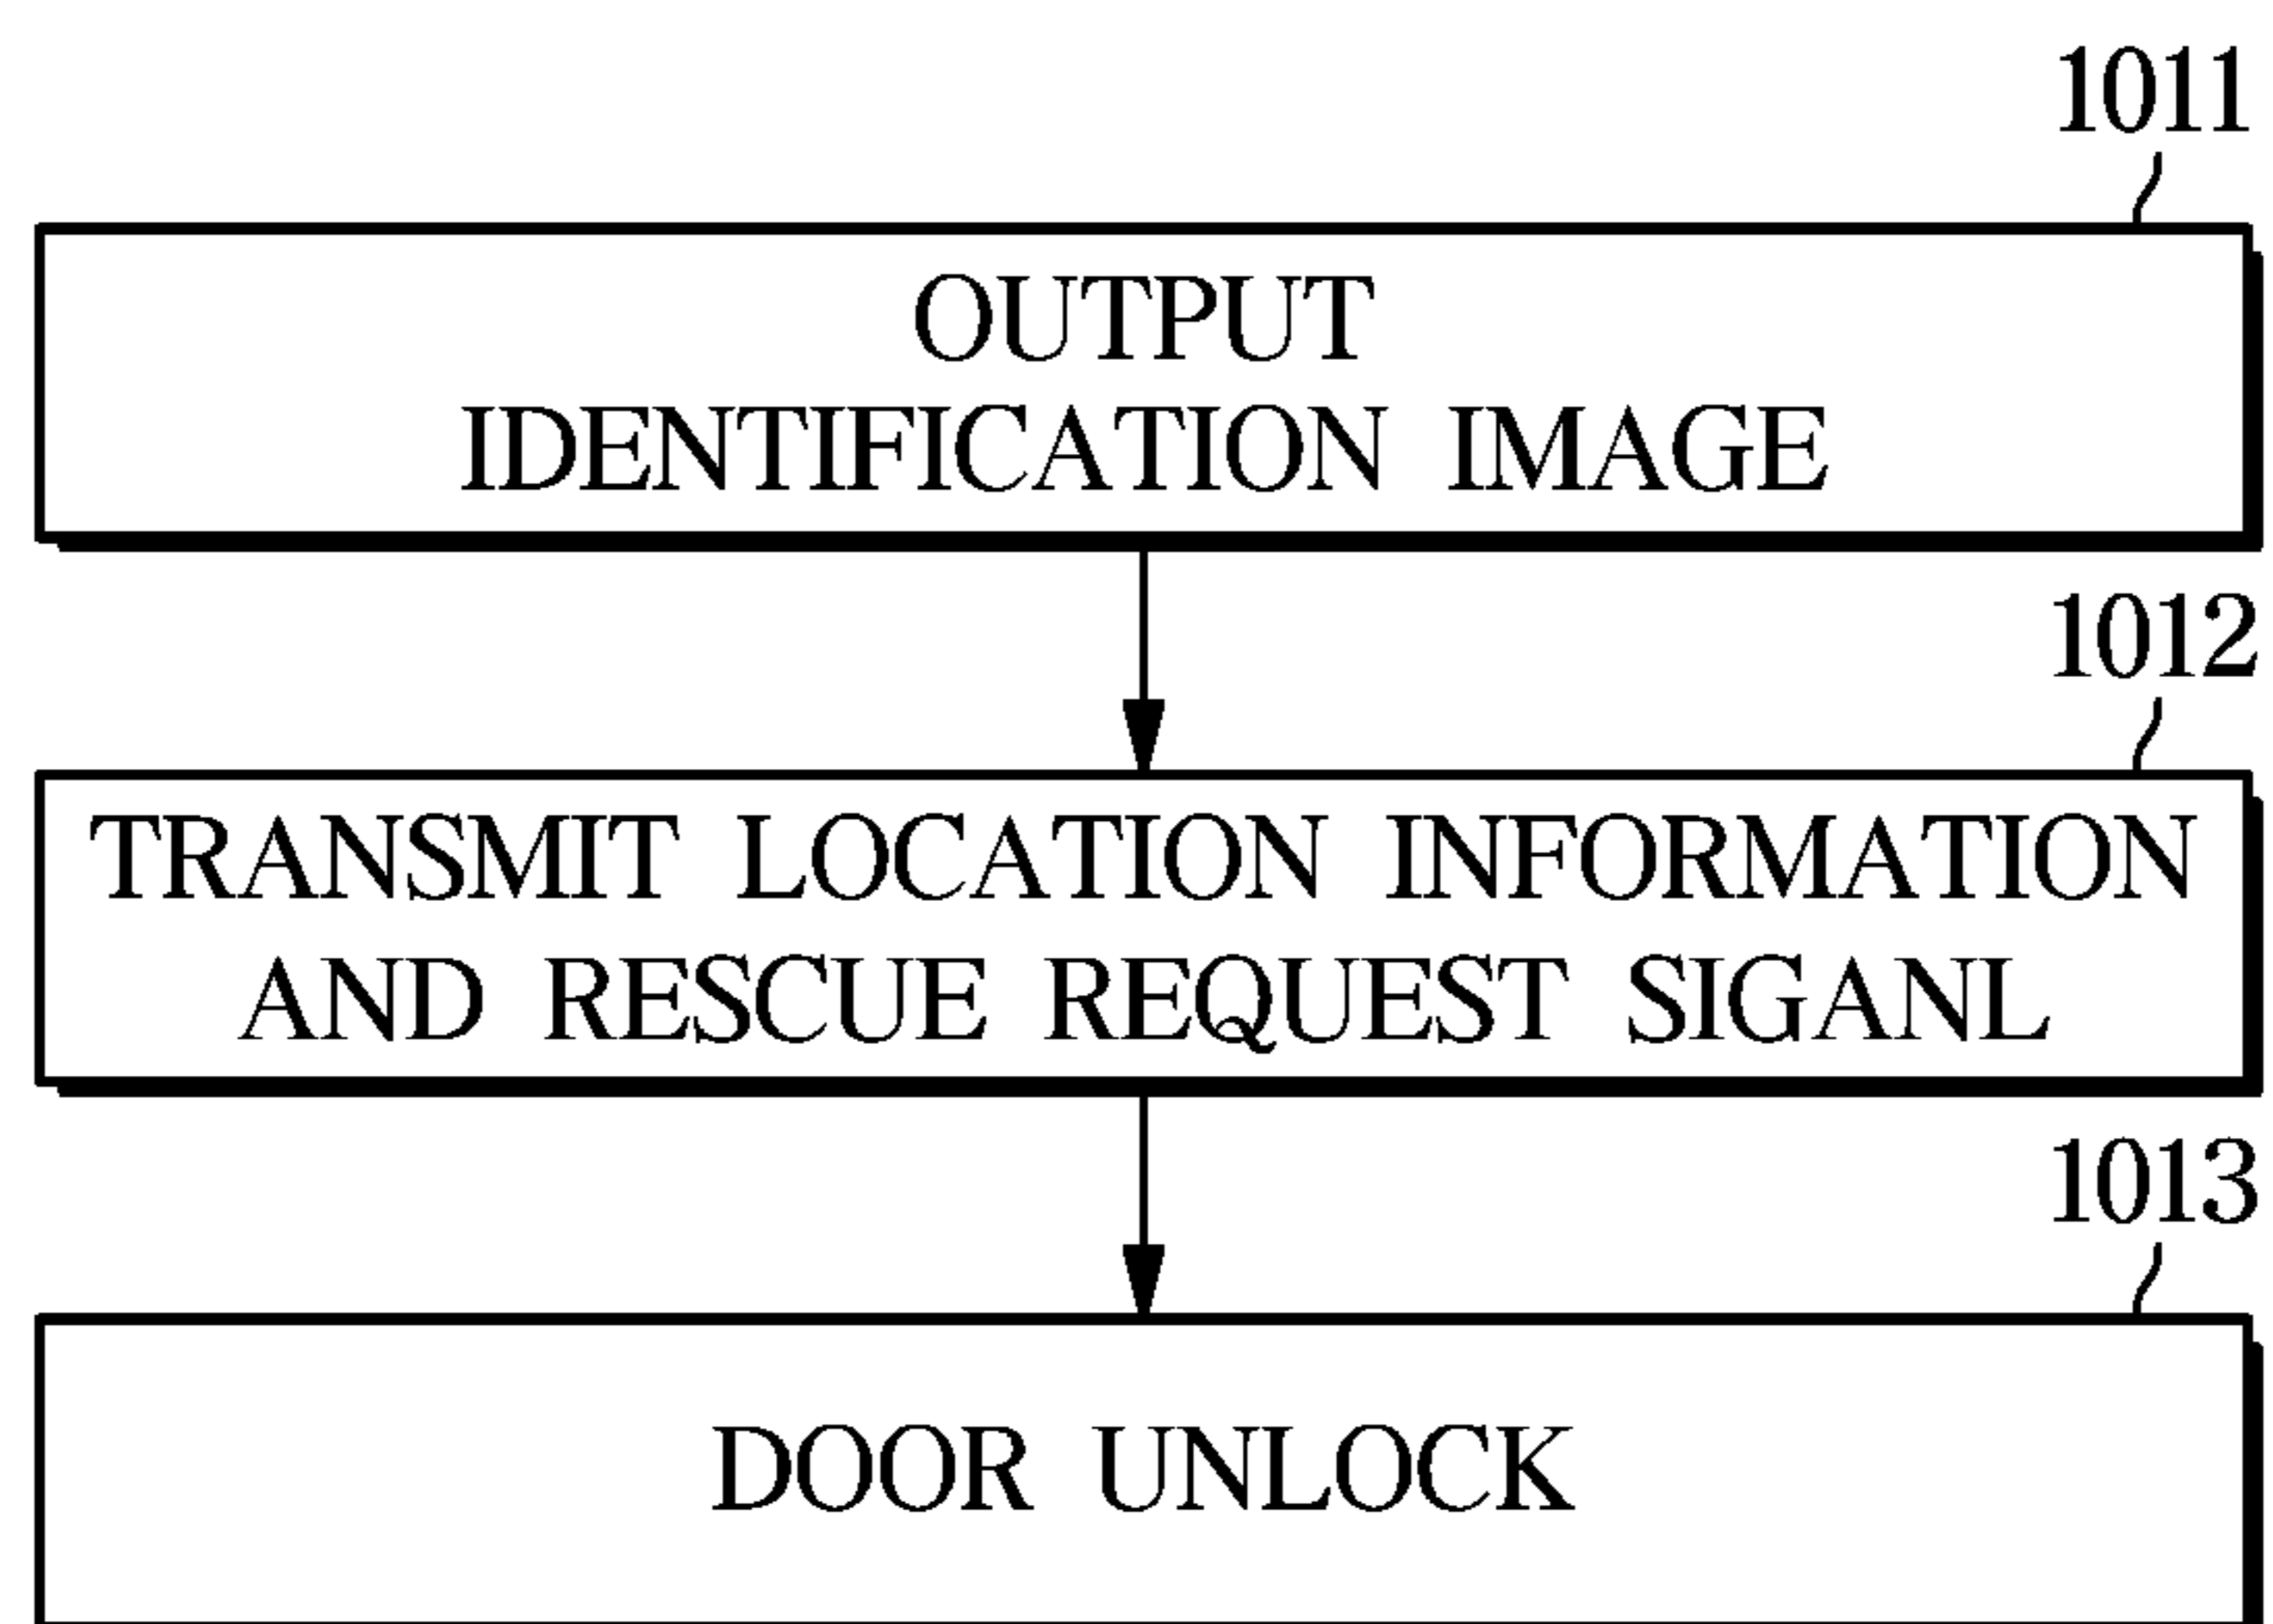 1011
OUTPUT
IDENTIFICATION IMAGE
1012
TRANSMIT LOCATION INFORMATION
AND RESCUE REQUEST SIGANL
1013
DOOR UNLOCK